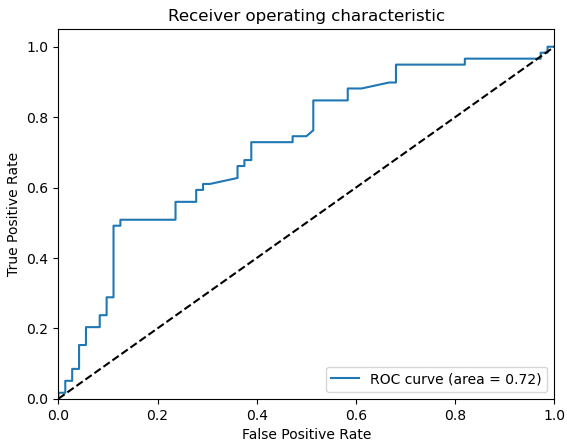 Receiver operating characteristic
True Positive Rate
1.0
0.8
0.6
0.4
0.2
0.0
ROC curve (area = 0.72)
0.0 0.2 0.4 0.6 0.8 1.0
False Positive Rate